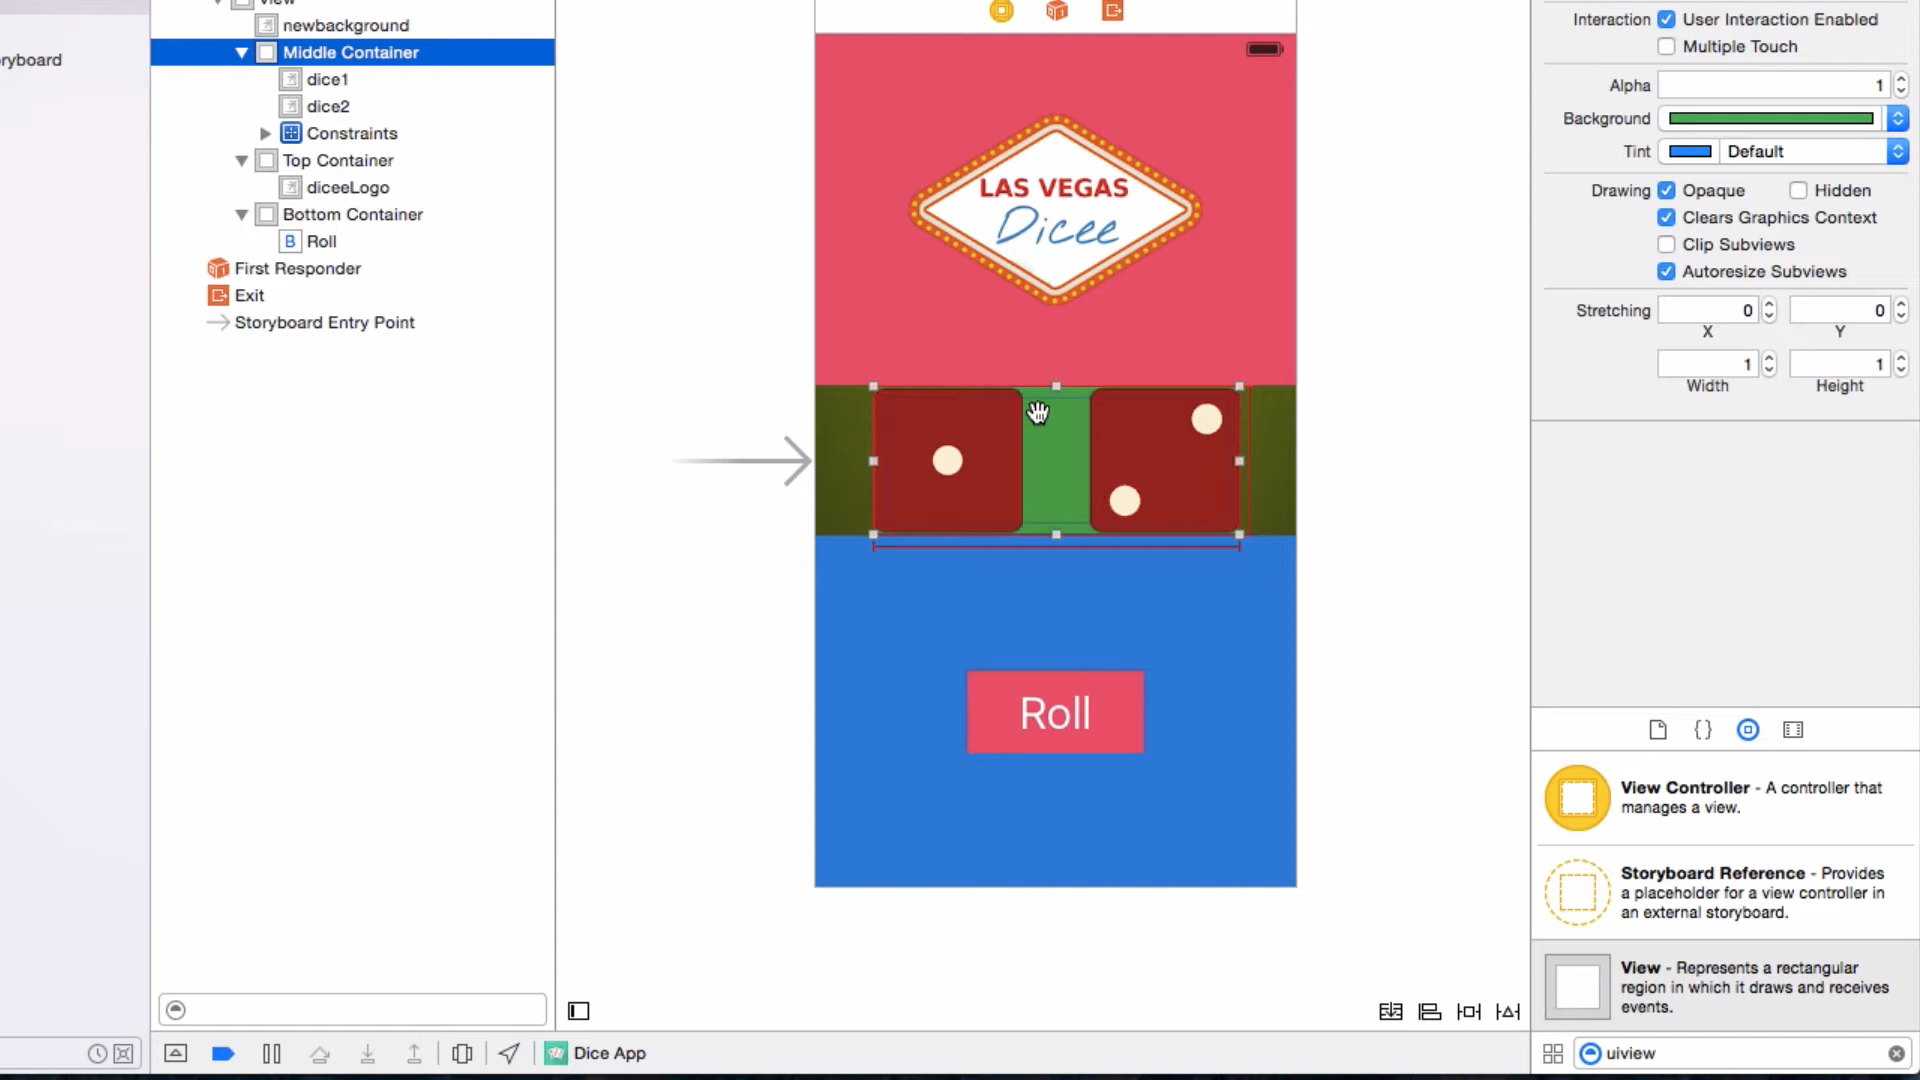 ryboard
View
newbackground
Middle Container
dice1
dice2
Constraints
Top Container
diceeLogo
Bottom Container
B Roll
First Responder
Exit
Storyboard Entry Point
LAS VEGAS
Dicee
Roll
Interaction User Interaction Enabled
Multiple Touch
Alpha 1
Background
Tint Default
Drawing Opaque Hidden
Clears Graphics Context
Clip Subviews
Autoresize Subviews
Stretching 0 0
X Y
1 1
Width Height
{}
View Controller - A controller that
manages a view.
Storyboard Reference - Provides
a placeholder for a view controller in
an external storyboard.
View - Represents a rectangular
region in which it draws and receives
events.
Dice App
uiview